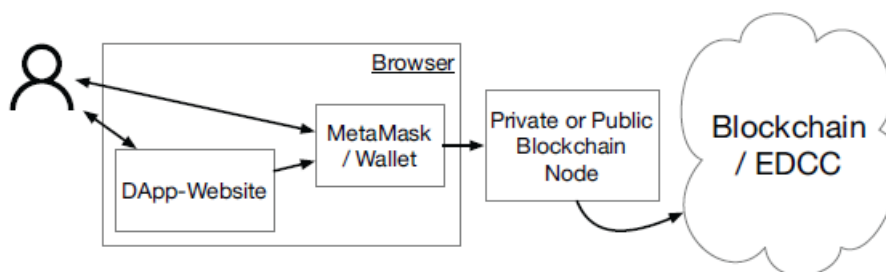 Browser
MetaMask
/ Wallet
DApp-Website
Private or Public
Blockchain
Node
Blockchain
/ EDCC